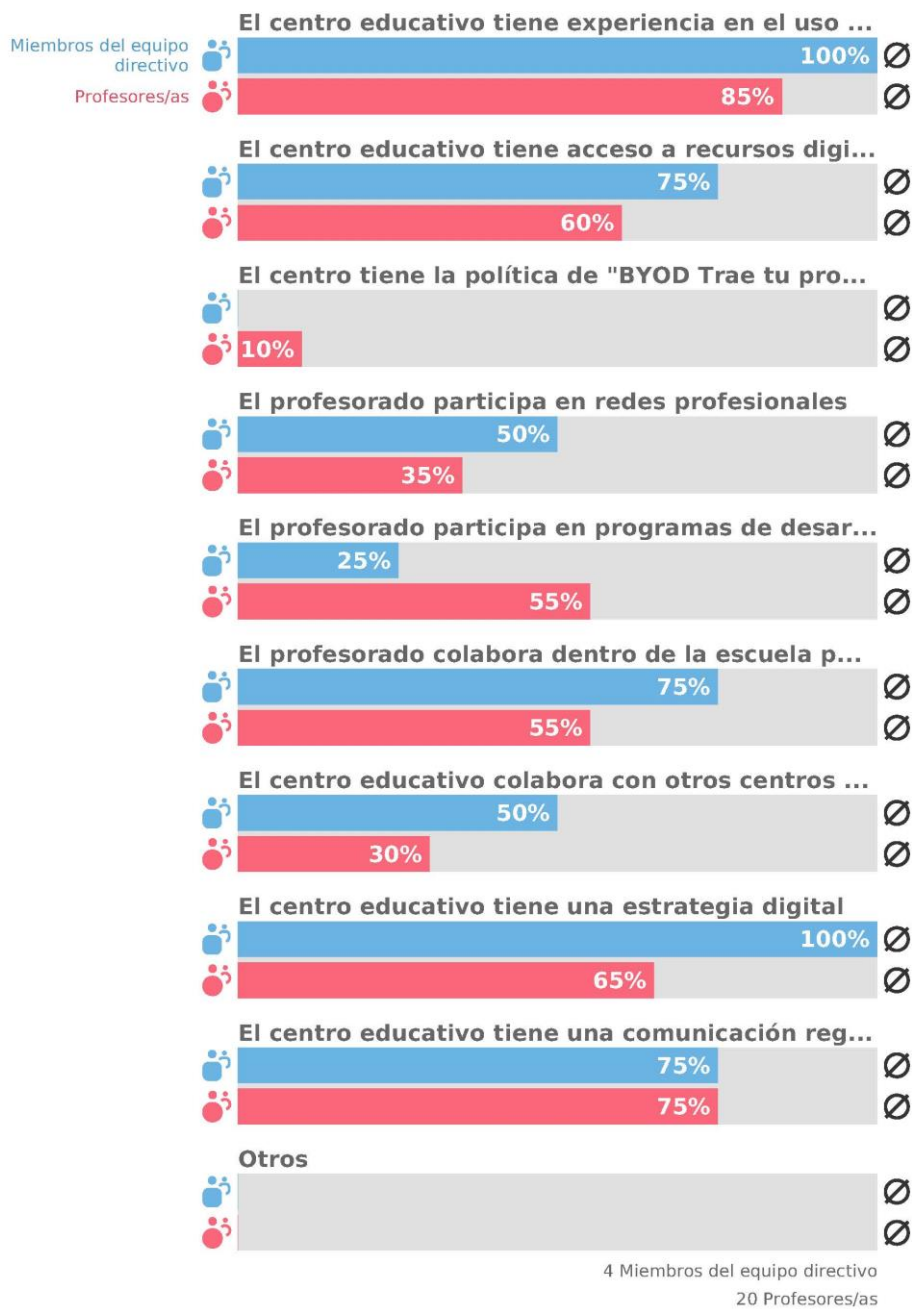 El centro educativo tiene experiencia en el uso ...
Miembros del equipo
directivo
100%
Profesores/as
85%
El centro educativo tiene acceso a recursos digi...
75%
60%
El centro tiene la política de "BYOD Trae tu pro...
10%
El profesorado participa en redes profesionales
50%
35%
El profesorado participa en programas de desar...
25%
55%
El profesorado colabora dentro de la escuela p...
75%
55%
El centro educativo colabora con otros centros ...
50%
30%
El centro educativo tiene una estrategia digital
100%
65%
El centro educativo tiene una comunicación reg...
75%
75%
Otros
4 Miembros del equipo directivo
20 Profesores/as